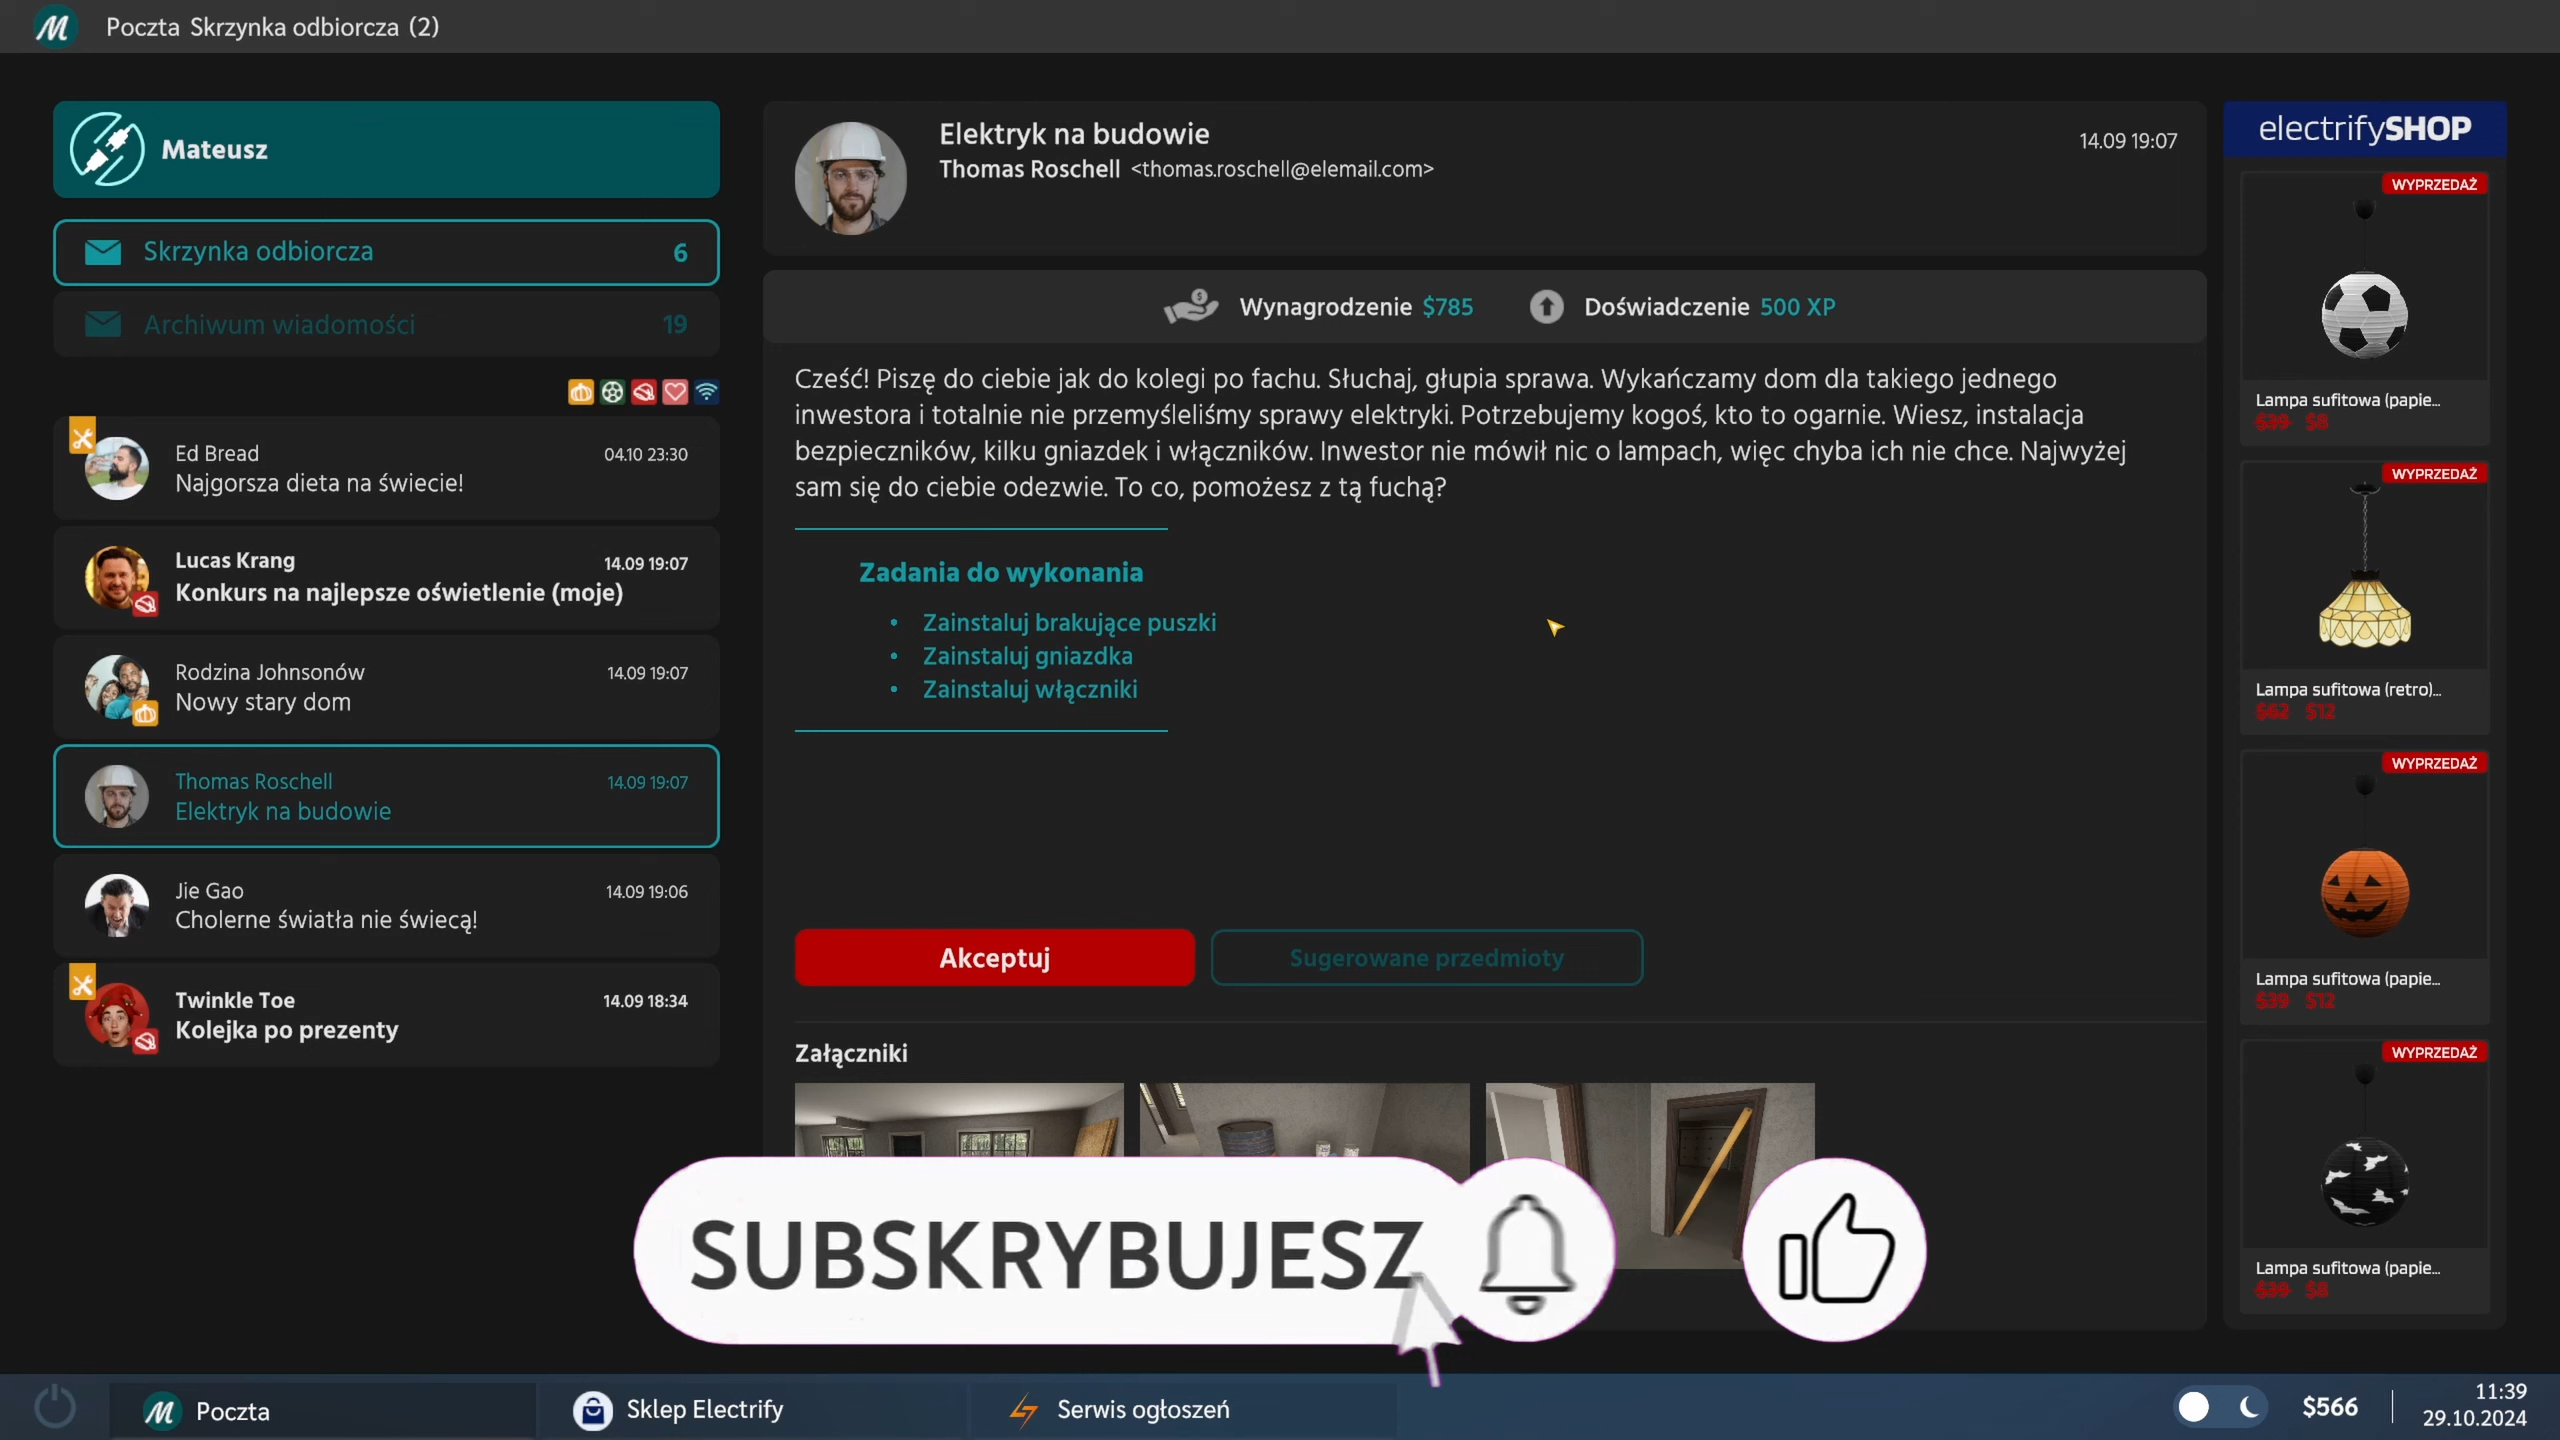 Poczta Skrzynka odbiorcza (2)
Mateusz
Skrzynka odbiorcza 6
Archiwum wiadomości 19
Ed Bread 04.10 23:30
Najgorsza dieta na świecie!
Lucas Krang 14.09 19:07
Konkurs na najlepsze oświetlenie (moje)
Rodzina Johnsonów 14.09 19:07
Nowy stary dom
Thomas Roschell 14.09 19:07
Elektryk na budowie
Jie Gao 14.09 19:06
Cholerne światła nie świecą!
Twinkle Toe 14.09 18:34
Kolejka po prezenty
Elektryk na budowie 14.09 19:07
Thomas Roschell <thomas.roschell@elemail.com>
Wynagrodzenie $785 Doświadczenie 500 XP
Cześć! Piszę do ciebie jak do kolegi po fachu. Słuchaj, głupia sprawa. Wykańczamy dom dla takiego jednego
inwestora i totalnie nie przemyśleliśmy sprawy elektryki. Potrzebujemy kogoś, kto to ogarnie. Wiesz, instalacja
bezpieczników, kilku gniazdek i włączników. Inwestor nie mówił nic o lampach, więc chyba ich nie chce. Najwyżej
sam się do ciebie odezwie. To co, pomożesz z tą fuchą?
Zadania do wykonania
• Zainstaluj brakujące puszki
• Zainstaluj gniazdka
• Zainstaluj włączniki
Akceptuj Sugerowane przedmioty
Załączniki
SUBSKRYBUJESZ
electrifySHOP
WYPRZEDAŻ
Lampa sufitowa (papie...
$39 $8
WYPRZEDAŻ
Lampa sufitowa (retro)...
$62 $12
WYPRZEDAŻ
Lampa sufitowa (papie...
$39 $12
WYPRZEDAŻ
Lampa sufitowa (papie...
$39 $8
Poczta Sklep Electrify Serwis ogłoszeń $566 11:39
29.10.2024